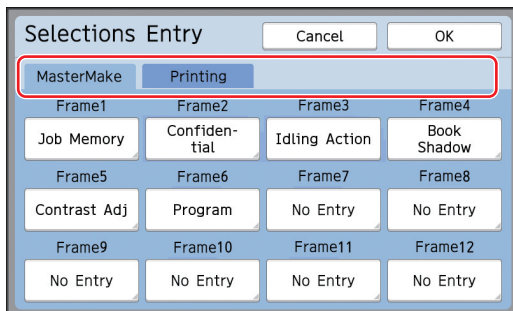 Selections Entry
Cancel
OK
MasterMake
Printing
Frame1
Frame2
Frame3
Frame4
Job Memory
Confiden-
tial
Idling Action
Book
Shadow
Frame5
Frame6
Frame7
Frame8
Contrast Adj
Program
No Entry
No Entry
Frame9
Frame10
Frame11
Frame12
No Entry
No Entry
No Entry
No Entry